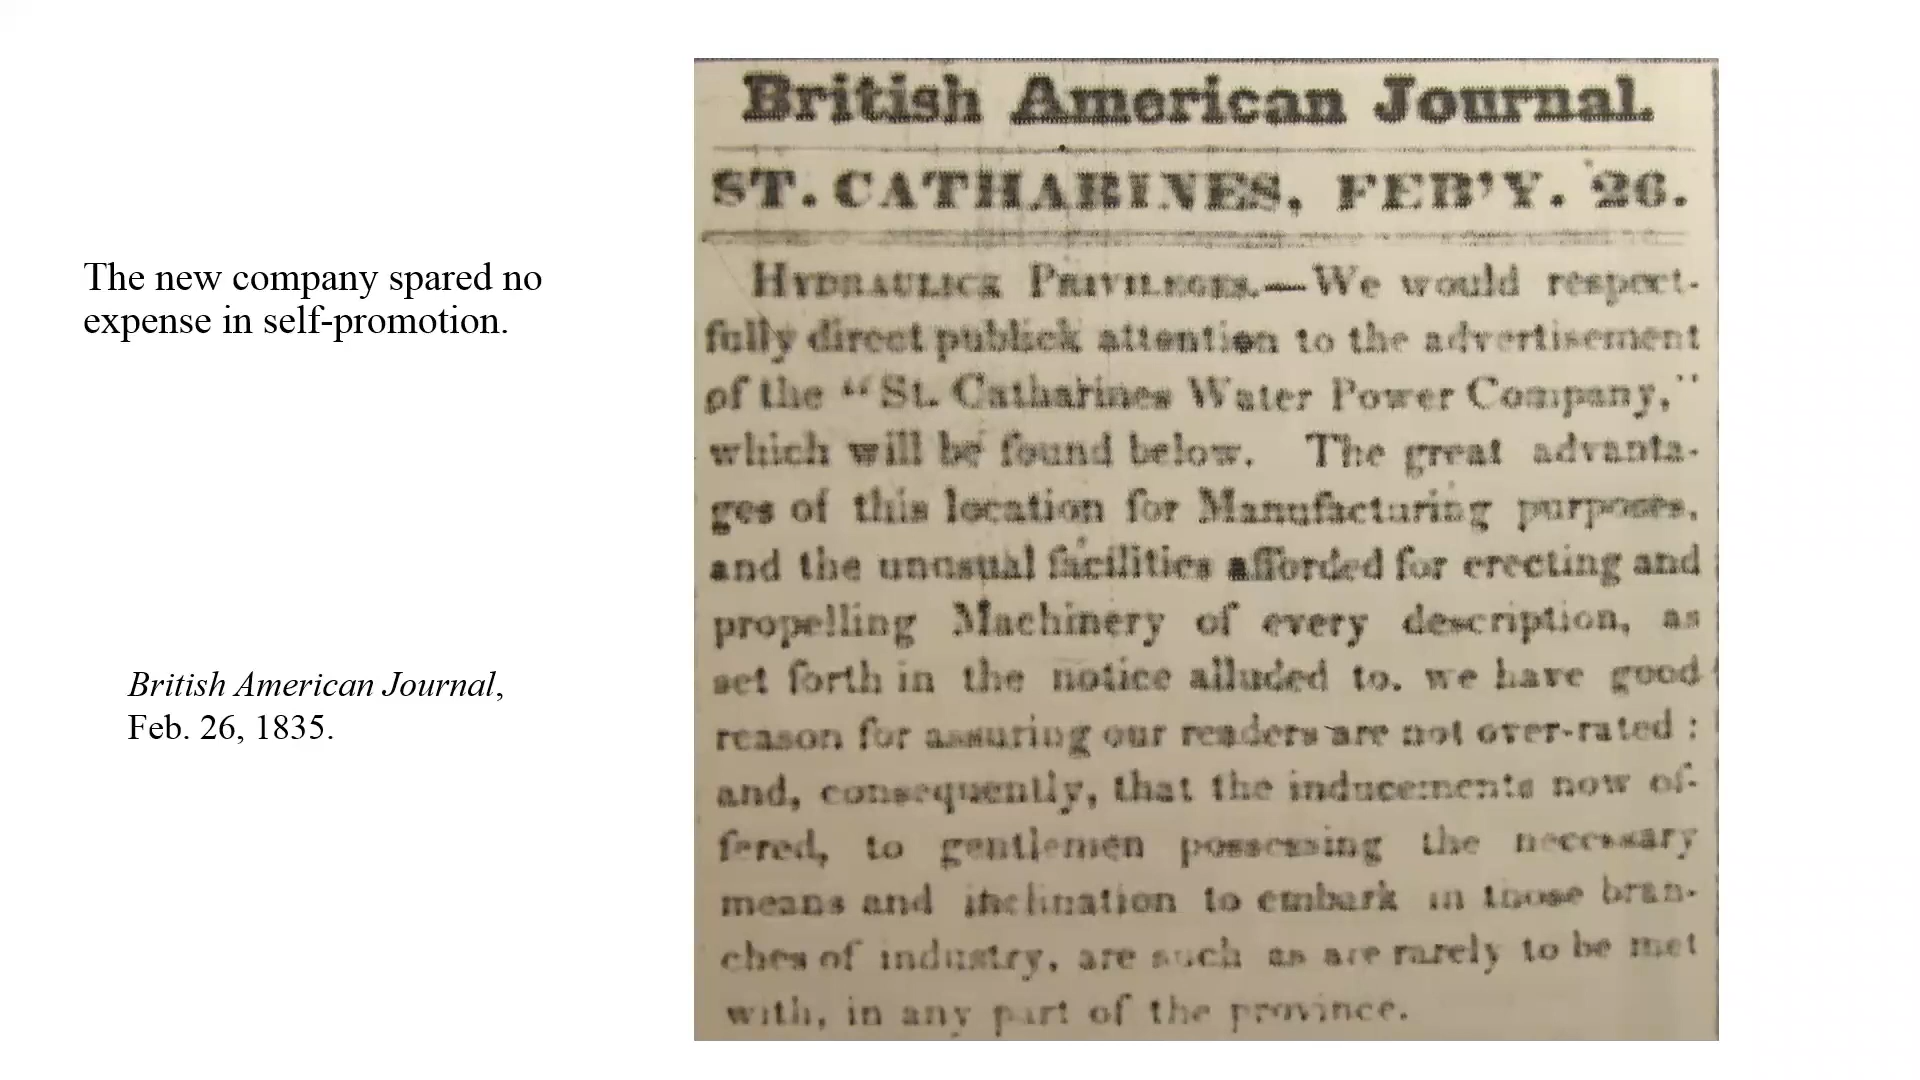 The new company spared no
expense in self-promotion.
British American Journal,
Feb. 26, 1835.
British American Journal.
ST. CATHARINES, FEB'Y. 26.
HYDRAULICK PRIVILEGES.—We would respect-
fully direct publick attention to the advertisement
of the “St. Catharines Water Power Company,”
which will be found below. The great advanta-
ges of this location for Manufacturing purposes,
and the unusual facilities afforded for erecting and
propelling Machinery of every description, as
set forth in the notice alluded to, we have good
reason for assuring our readers are not over-rated :
and, consequently, that the inducements now of-
fered, to gentlemen possessing the necessary
means and inclination to embark in those bran-
ches of industry, are such as are rarely to be met
with, in any part of the province.